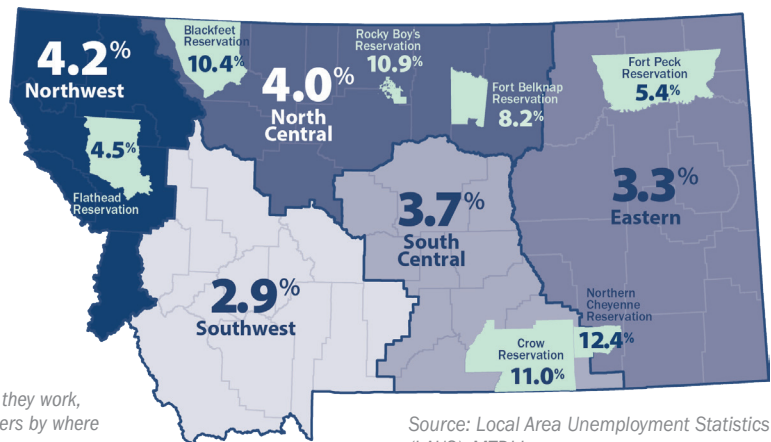 4.2%
Northwest
Blackfeet
Reservation
10.4%
4.0%
North
Central
Rocky Boy's
Reservation
10.9%
Fort Belknap
Reservation
8.2%
Fort Peck
Reservation
5.4%
4.5%
Flathead
Reservation
3.7%
South
Central
3.3%
Eastern
2.9%
Southwest
Northern
Cheyenne
Reservation
12.4%
Crow
Reservation
11.0%
they work,
ers by where
Source: Local Area Unemployment Statistics